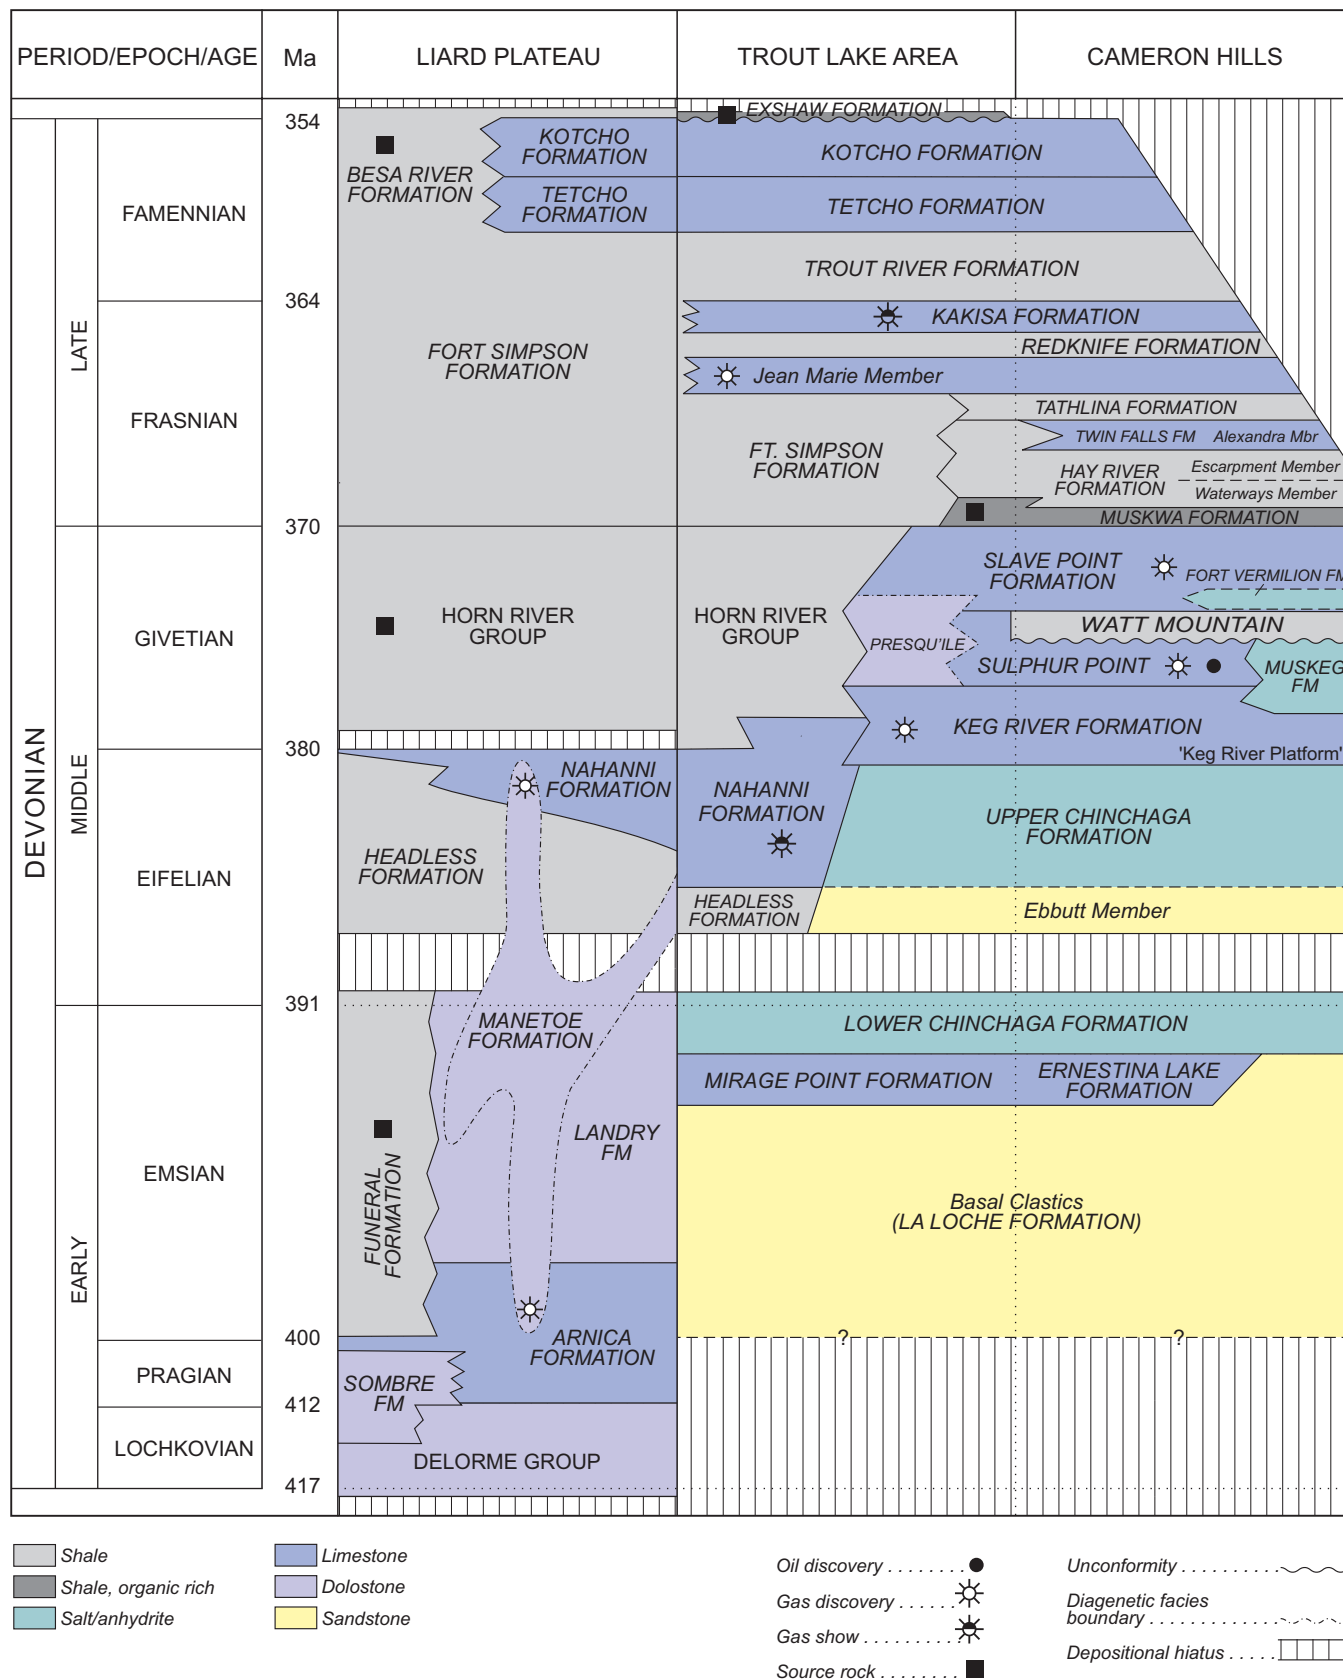 PERIOD/EPOCH/AGE
Ma
LIARD PLATEAU
TROUT LAKE AREA
CAMERON HILLS
DEVONIAN
LATE
MIDDLE
EARLY
FAMENNIAN
FRASNIAN
GIVETIAN
EIFELIAN
EMSIAN
PRAGIAN
LOCHKOVIAN
354
364
370
380
391
400
412
417
BESA RIVER
FORMATION
KOTCHO
FORMATION
TETCHO
FORMATION
FORT SIMPSON
FORMATION
HORN RIVER
GROUP
NAHANNI
FORMATION
HEADLESS
FORMATION
MANETOE
FORMATION
LANDRY
FM
FUNERAL
FORMATION
ARNICA
FORMATION
SOMBRE
FM
DELORME GROUP
EXSHAW FORMATION
KOTCHO FORMATION
TETCHO FORMATION
TROUT RIVER FORMATION
KAKISA FORMATION
REDKNIFE FORMATION
Jean Marie Member
TATHLINA FORMATION
TWIN FALLS FM Alexandra Mbr
FT. SIMPSON
FORMATION
HAY RIVER
FORMATION
Escarpment Member
Waterways Member
MUSKWA FORMATION
SLAVE POINT
FORMATION
FORT VERMILION FM
HORN RIVER
GROUP
PRESQU'ILE
WATT MOUNTAIN
SULPHUR POINT
MUSKEG
FM
KEG RIVER FORMATION
'Keg River Platform'
NAHANNI
FORMATION
UPPER CHINCHAGA
FORMATION
HEADLESS
FORMATION
Ebbutt Member
LOWER CHINCHAGA FORMATION
MIRAGE POINT FORMATION
ERNESTINA LAKE
FORMATION
Basal Clastics
(LA LOCHE FORMATION)
?
?
Shale
Shale, organic rich
Salt/anhydrite
Limestone
Dolostone
Sandstone
Oil discovery . . . . . . . .
Gas discovery . . . . . .
Gas show . . . . . . . . . .
Source rock . . . . . . . .
Unconformity . . . . . . . . . .
Diagenetic facies
boundary . . . . . . . . . . . . .
Depositional hiatus . . . . .